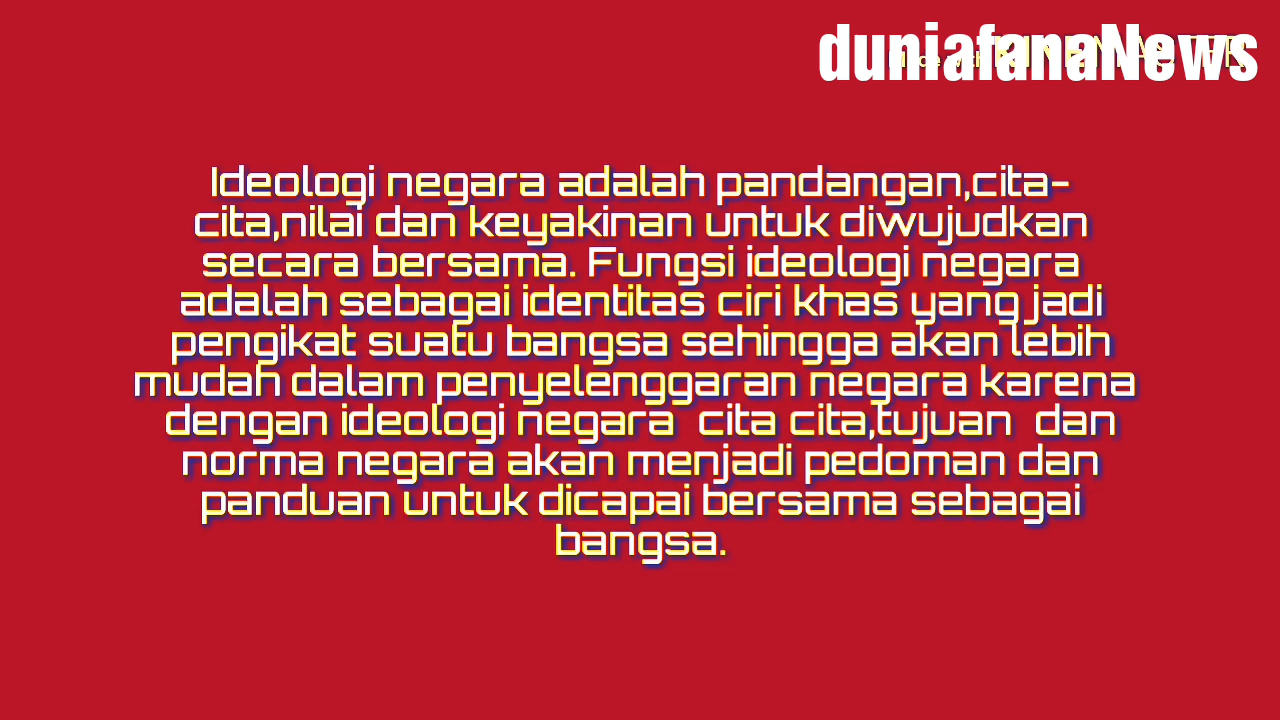 duniafanaNews
Ideologi negara adalah pandangan,cita-
cita,nilai dan keyakinan untuk diwujudkan
secara bersama. Fungsi ideologi negara
adalah sebagai identitas ciri khas yang jadi
pengikat suatu bangsa sehingga akan lebih
mudah dalam penyelenggaran negara karena
dengan ideologi negara  cita cita,tujuan  dan
norma negara akan menjadi pedoman dan
panduan untuk dicapai bersama sebagai
bangsa.